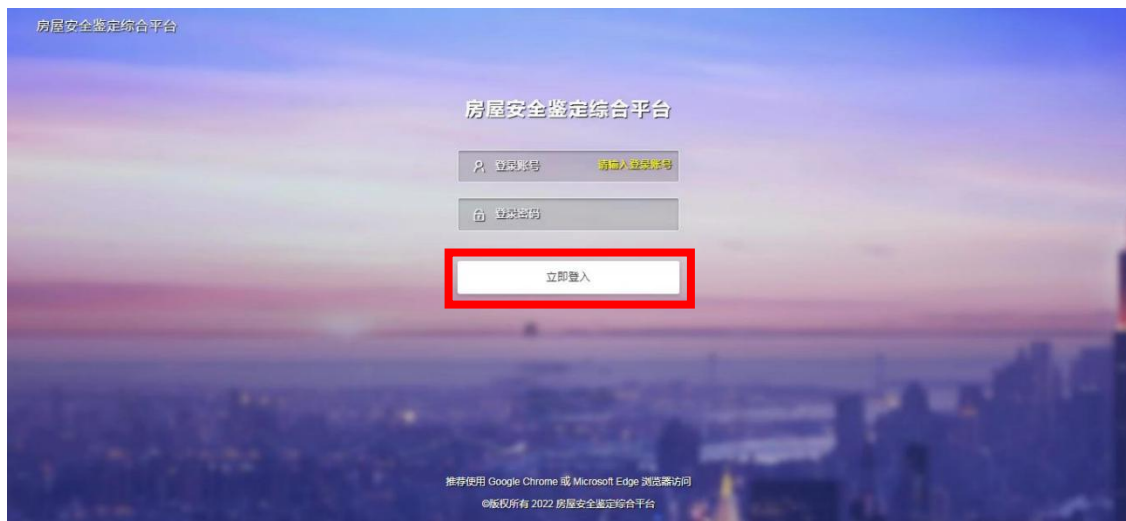 房屋安全鉴定综合平台
房屋安全鉴定综合平台
登录账号 请输入登录账号
登录密码
立即登入
推荐使用 Google Chrome 或 Microsoft Edge 浏览器访问
©版权所有 2022 房屋安全鉴定综合平台